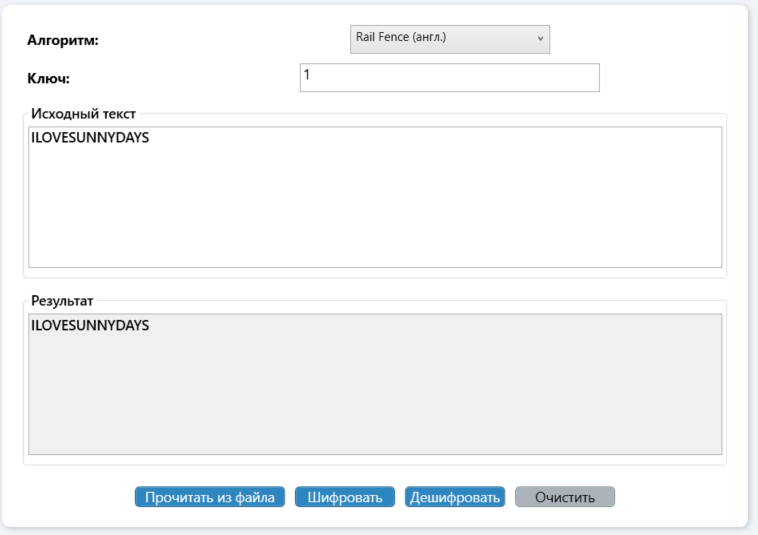 Алгоритм:
Rail Fence (англ.)
Ключ:
1
Исходный текст
ILOVESUNNYDAYS
Результат
ILOVESUNNYDAYS
Прочитать из файла Шифровать Дешифровать Очистить